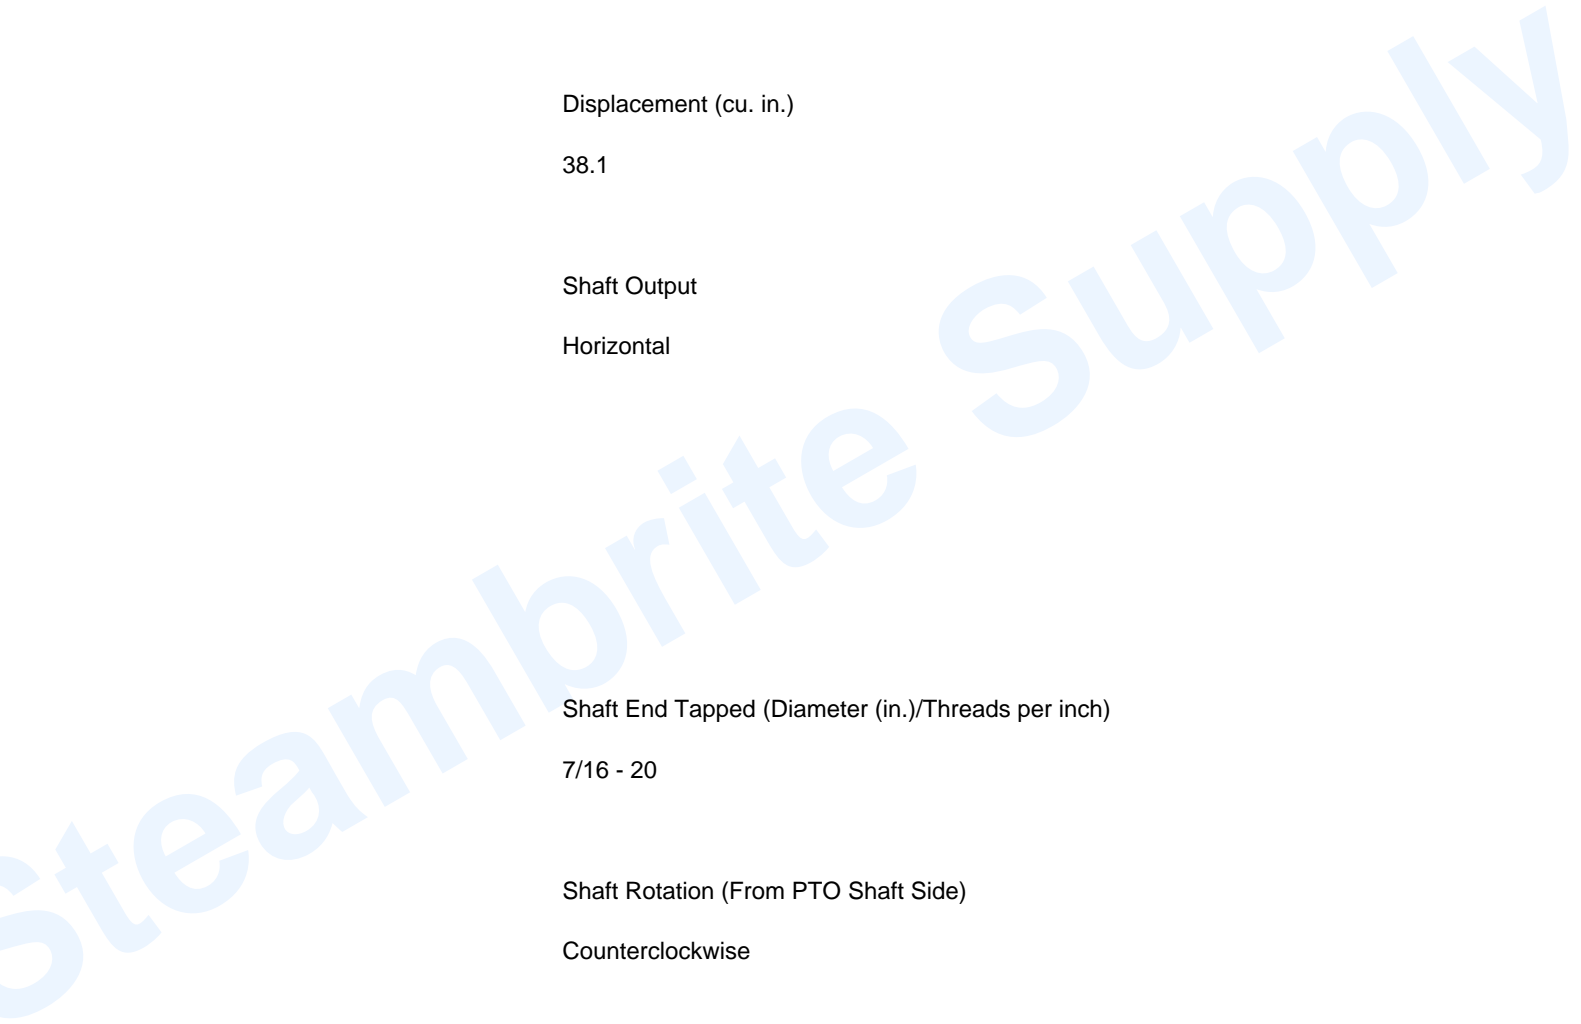 Displacement (cu. in.)
38.1
Shaft Output
Horizontal
Shaft End Tapped (Diameter (in.)/Threads per inch)
7/16 - 20
Shaft Rotation (From PTO Shaft Side)
Counterclockwise
Steambrite Supply